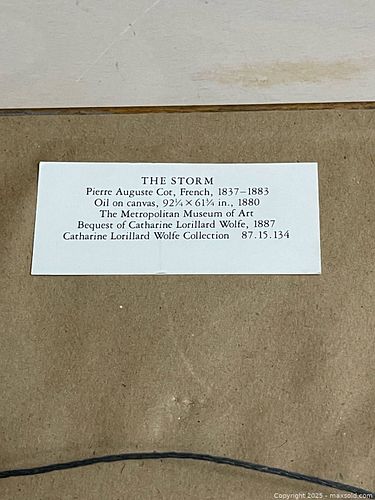 THE STORM
Pierre Auguste Cot, French, 1837–1883
Oil on canvas, 92¼ × 61¾ in., 1880
The Metropolitan Museum of Art
Bequest of Catharine Lorillard Wolfe, 1887
Catharine Lorillard Wolfe Collection 87.15.134
Copyright 2025 - maxsold.com